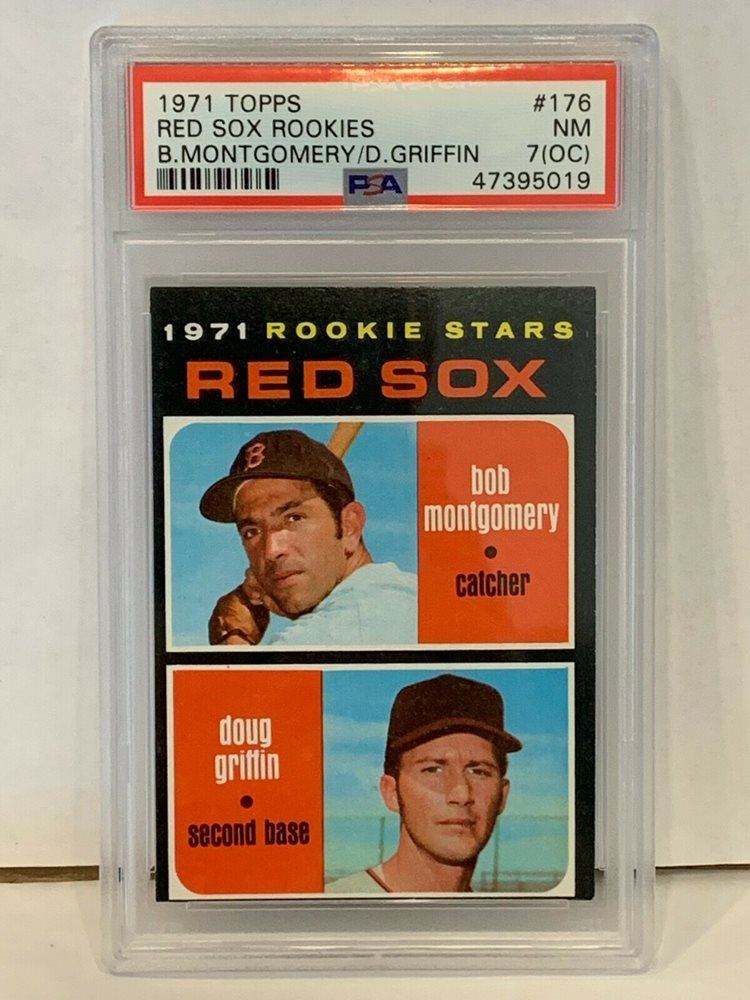 1971 TOPPS #176
RED SOX ROOKIES NM
B.MONTGOMERY/D.GRIFFIN 7(OC)
PSA 47395019
1971 ROOKIE STARS
RED SOX
B
bob
montgomery
•
catcher
doug
griffin
•
second base